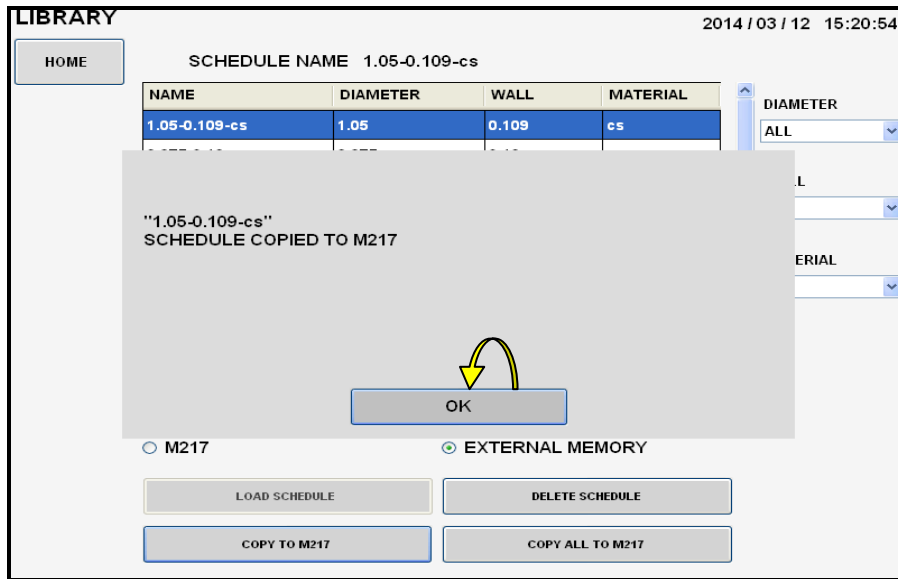 LIBRARY
2014 / 03 / 12 15:20:54
HOME
SCHEDULE NAME 1.05-0.109-cs
NAME DIAMETER WALL MATERIAL
1.05-0.109-cs 1.05 0.109 cs
DIAMETER
ALL
"1.05-0.109-cs"
SCHEDULE COPIED TO M217
OK
M217 EXTERNAL MEMORY
LOAD SCHEDULE DELETE SCHEDULE
COPY TO M217 COPY ALL TO M217